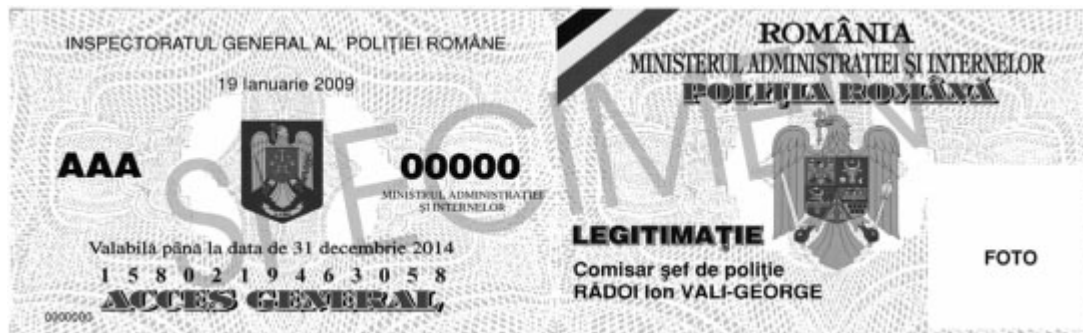 INSPECTORATUL GENERAL AL POLIȚIEI ROMÂNE
19 Ianuarie 2009
AAA
00000
MINISTERUL ADMINISTRAȚIEI
ȘI INTERNELOR
Valabilă până la data de 31 decembrie 2014
1 5 8 0 2 1 9 4 6 3 0 5 8
ACCES GENERAL
0000000
ROMÂNIA
MINISTERUL ADMINISTRAȚIEI ȘI INTERNELOR
POLIȚIA ROMÂNĂ
LEGITIMAȚIE
Comisar șef de poliție
RĂDOI Ion VALI-GEORGE
FOTO
SPECIMEN